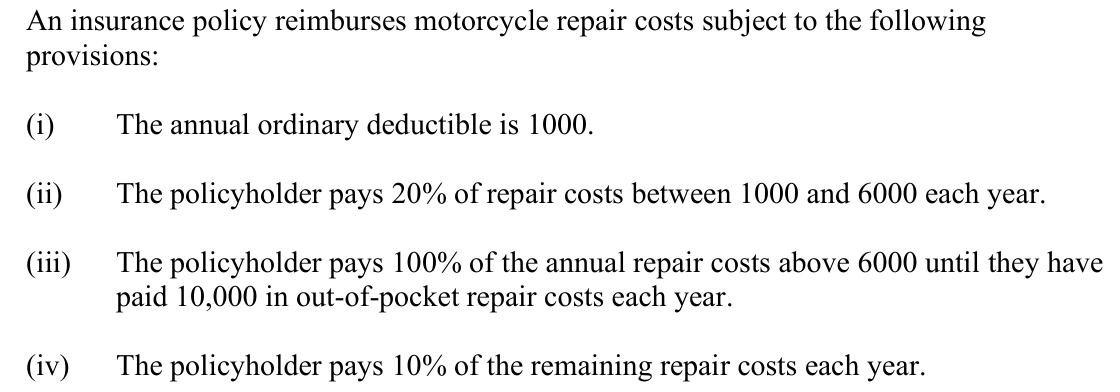 An insurance policy reimburses motorcycle repair costs subject to the following
provisions:
(i) The annual ordinary deductible is 1000.
(ii) The policyholder pays 20% of repair costs between 1000 and 6000 each year.
(iii) The policyholder pays 100% of the annual repair costs above 6000 until they have
paid 10,000 in out-of-pocket repair costs each year.
(iv) The policyholder pays 10% of the remaining repair costs each year.